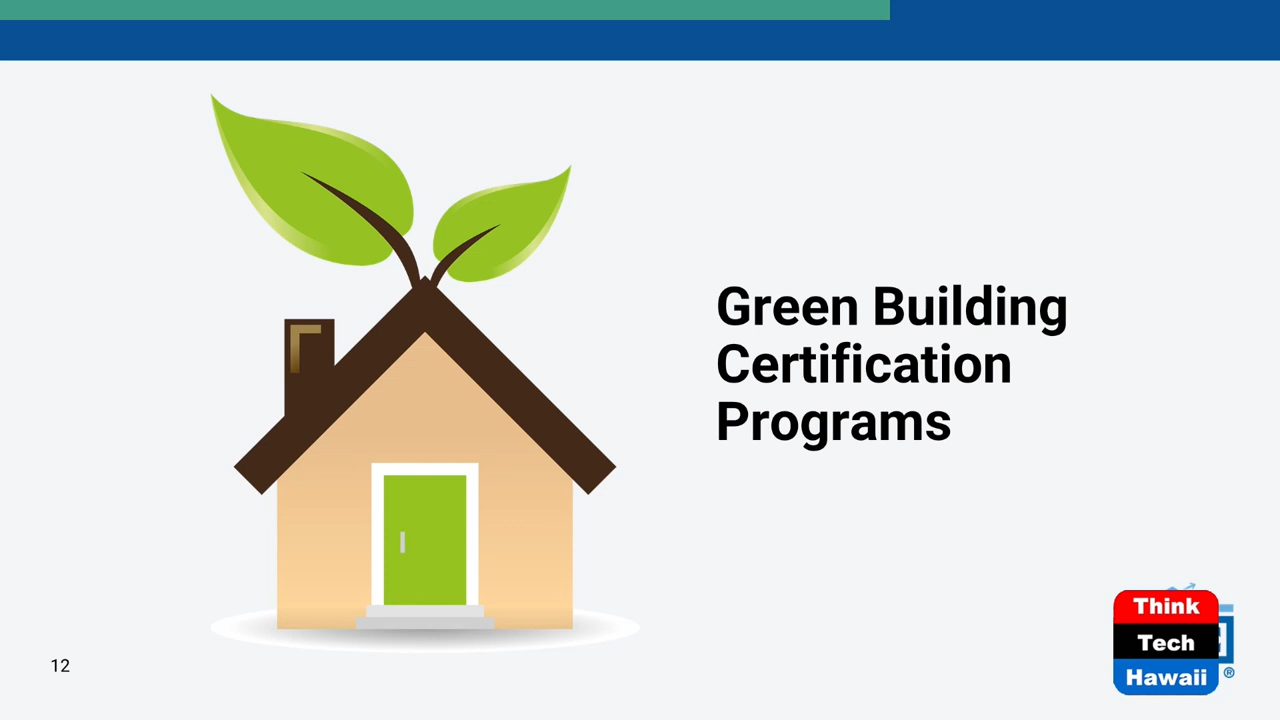 Green Building
Certification
Programs
12
Think
Tech
Hawaii
®